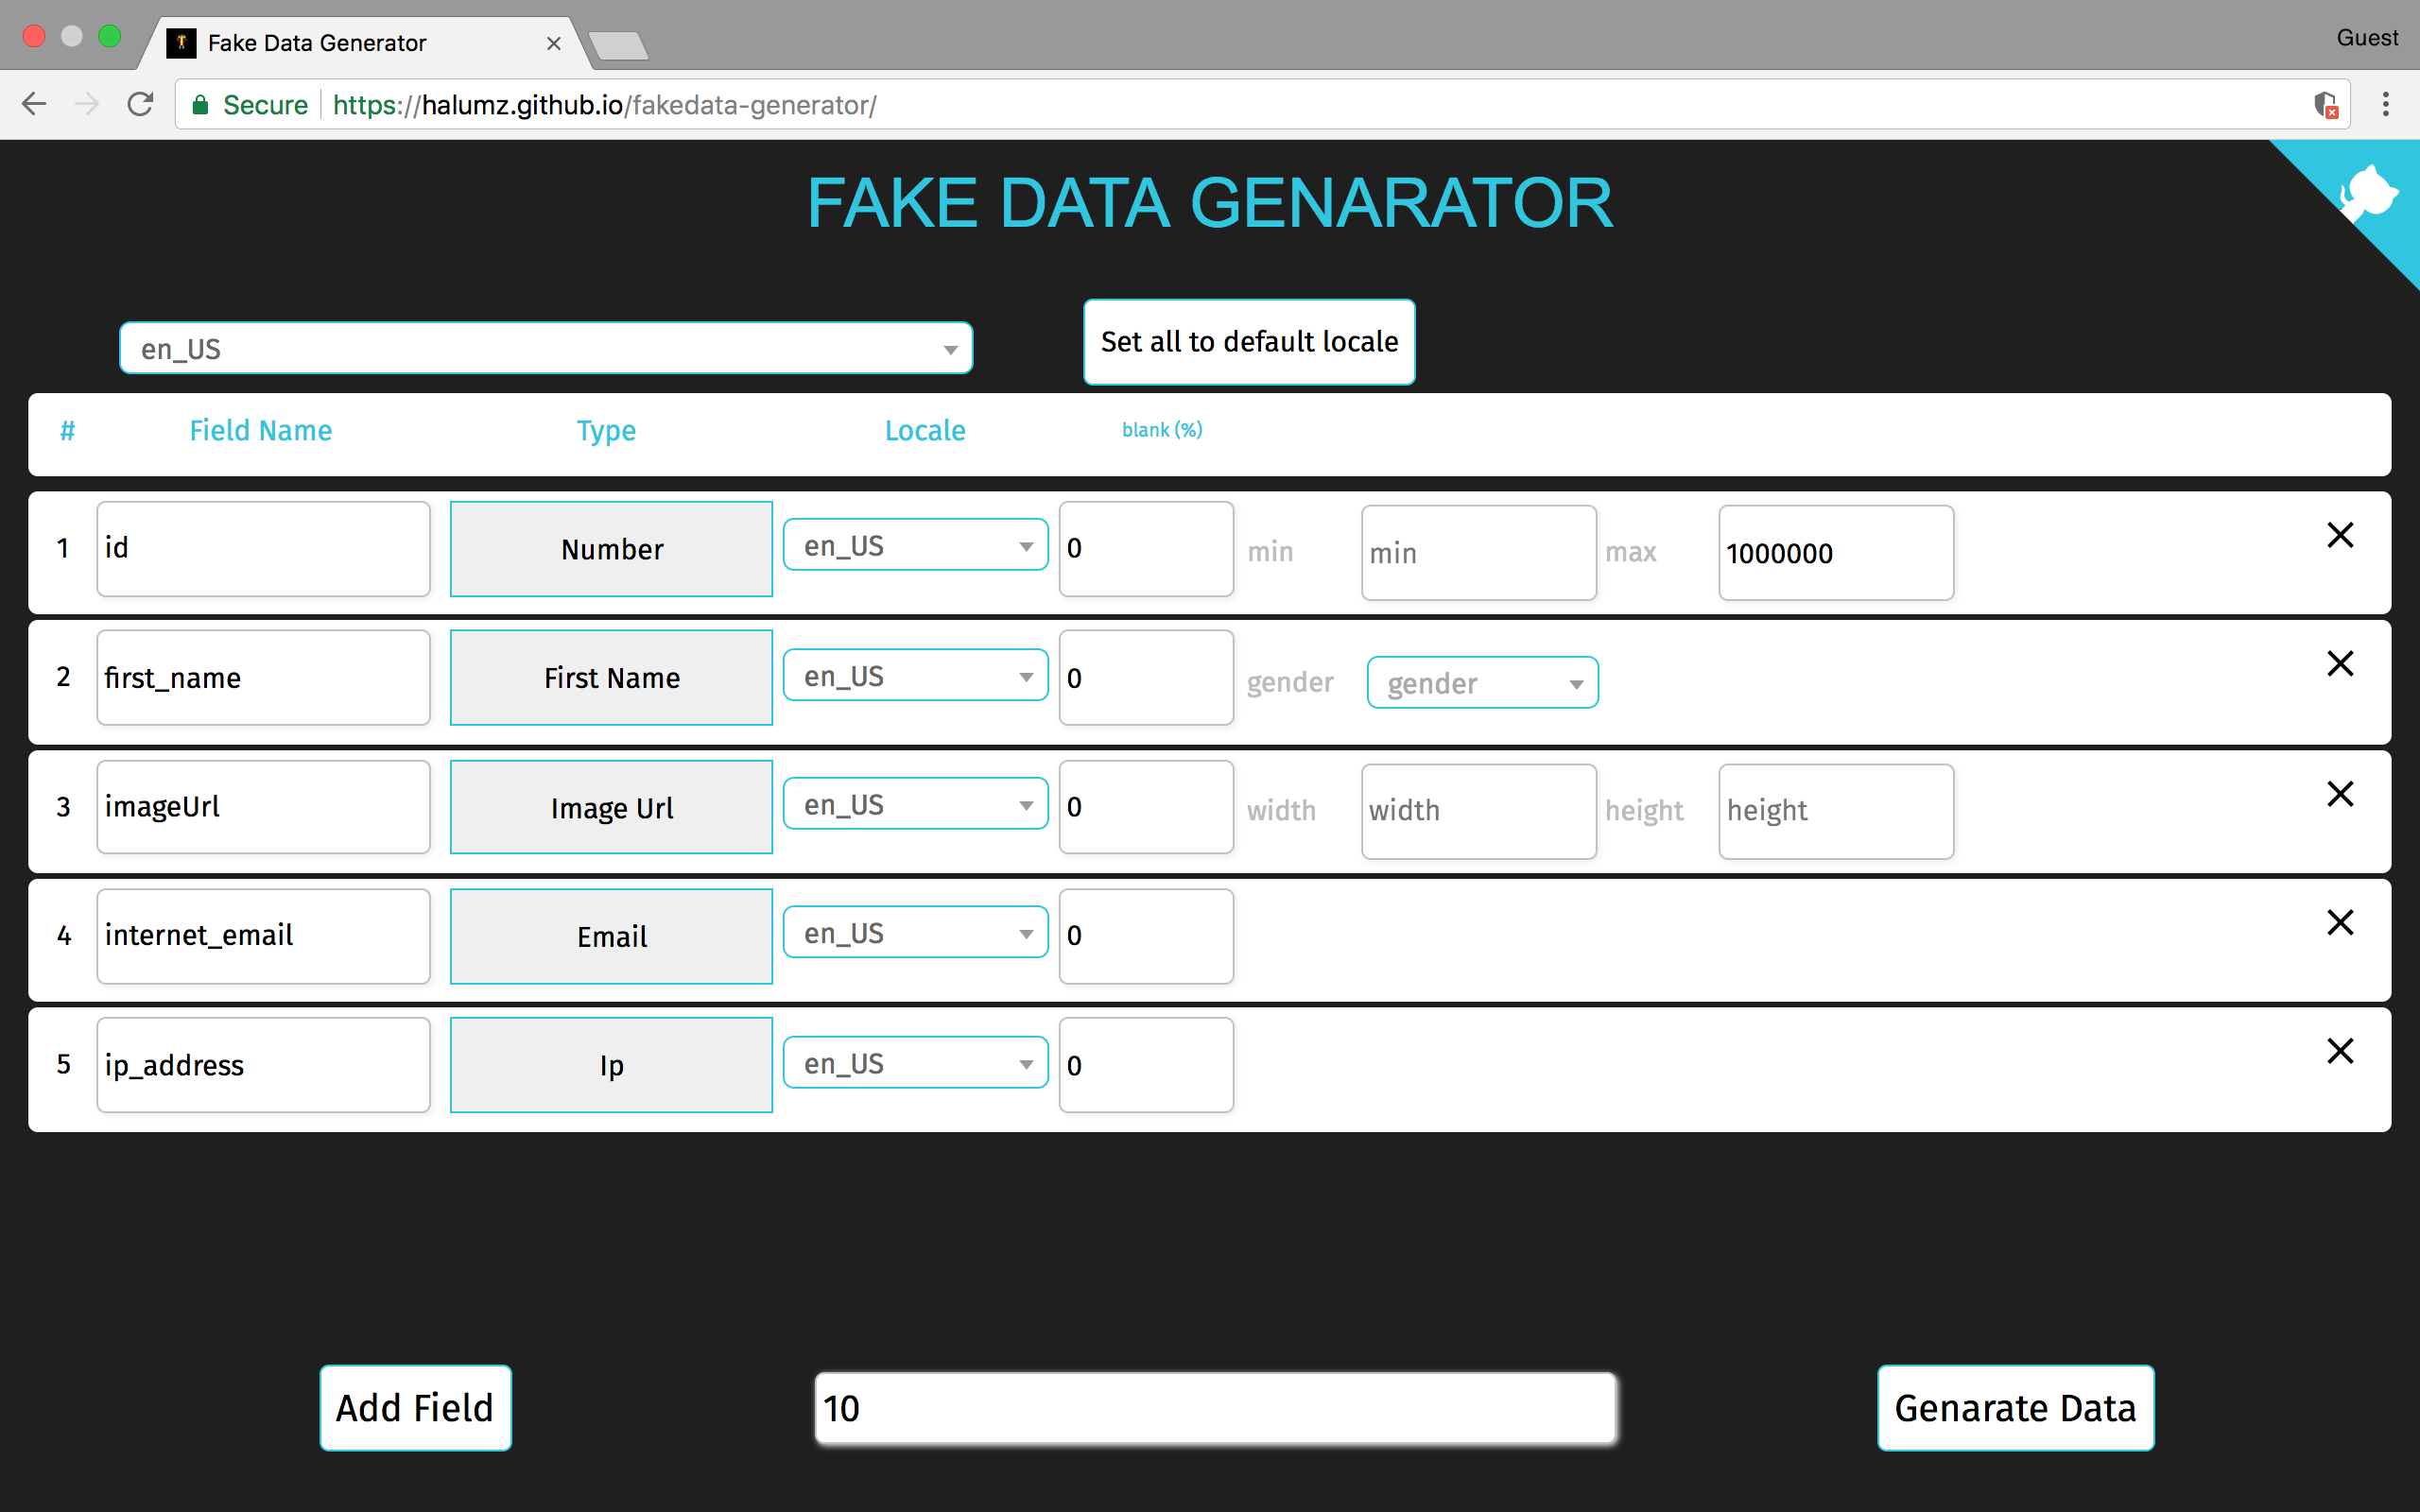 Fake Data Generator
Guest
Secure https://halumz.github.io/fakedata-generator/
FAKE DATA GENARATOR
en_US Set all to default locale
# Field Name Type Locale blank (%)
1 id Number en_US 0 min min max 1000000
2 first_name First Name en_US 0 gender gender
3 imageUrl Image Url en_US 0 width width height height
4 internet_email Email en_US 0
5 ip_address Ip en_US 0
Add Field 10 Genarate Data